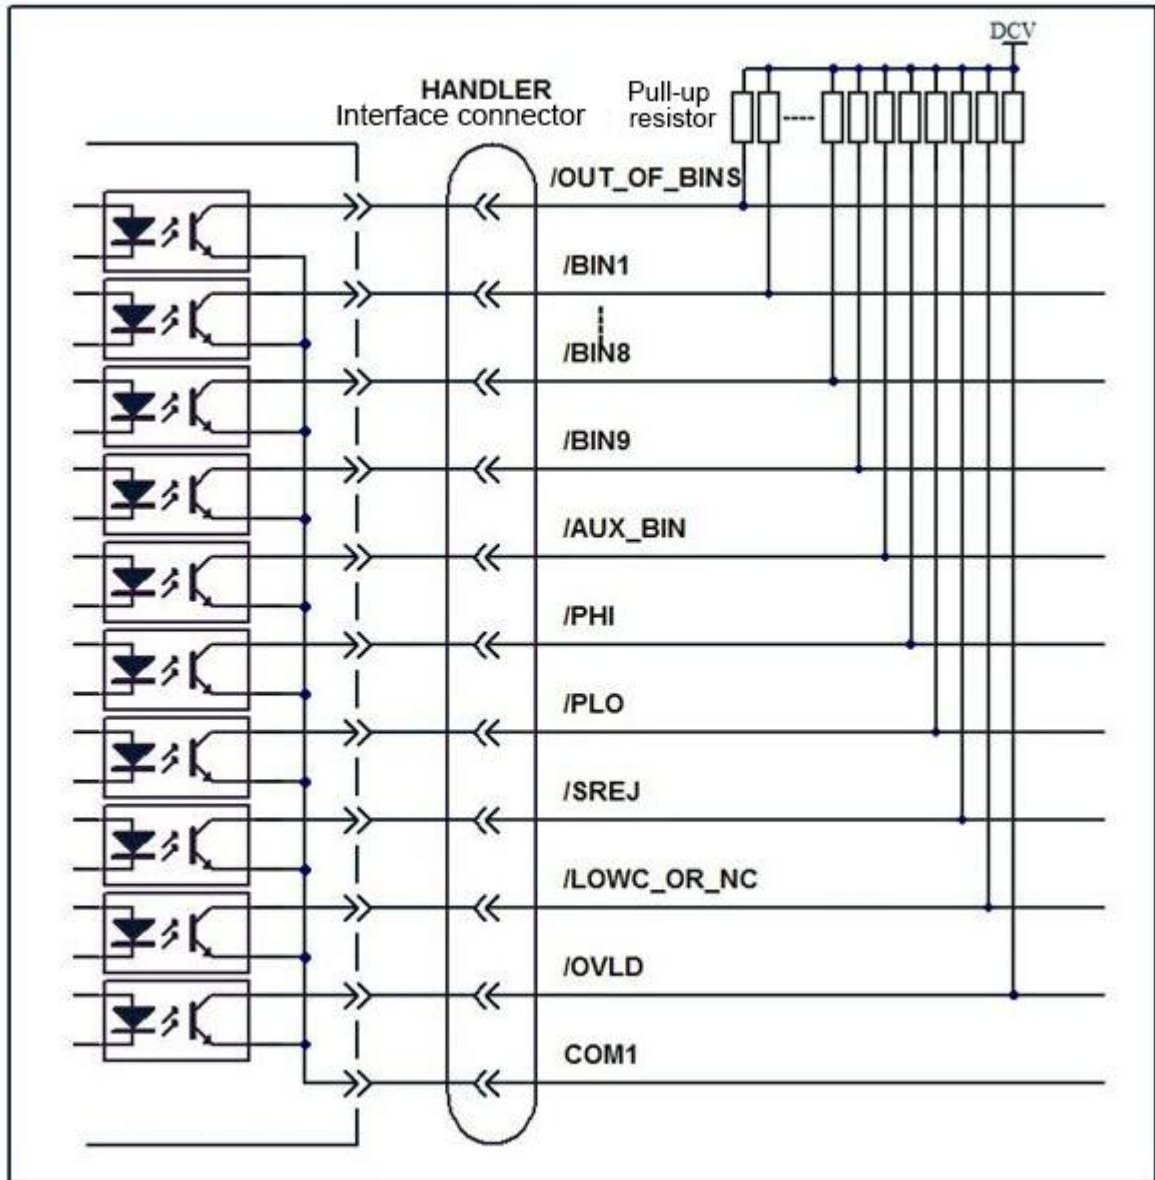 DCV
HANDLER
Interface connector
Pull-up
resistor
/OUT_OF_BINS
/BIN1
/BIN8
/BIN9
/AUX_BIN
/PHI
/PLO
/SREJ
/LOWC_OR_NC
/OVLD
COM1